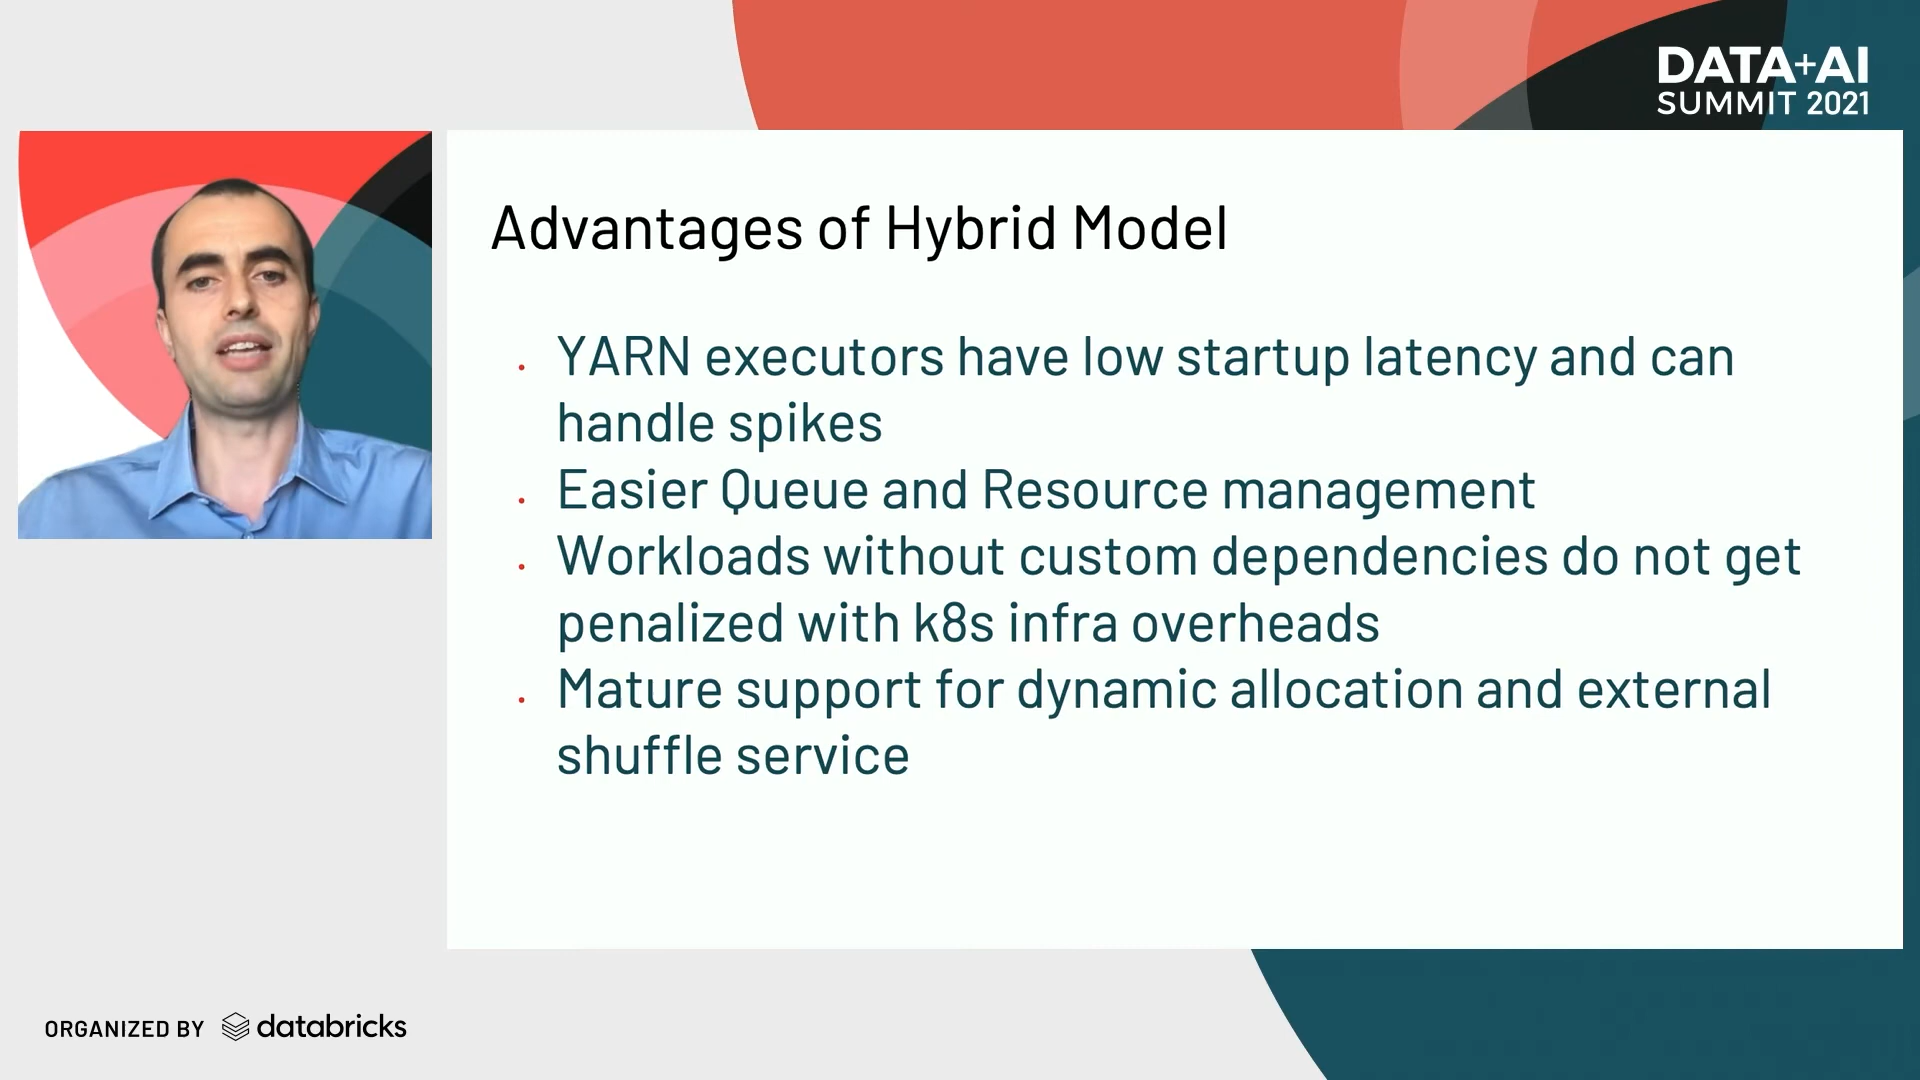 DATA+AI
SUMMIT 2021
Advantages of Hybrid Model
. YARN executors have low startup latency and can
handle spikes
. Easier Queue and Resource management
. Workloads without custom dependencies do not get
penalized with k8s infra overheads
. Mature support for dynamic allocation and external
shuffle service
ORGANIZED BY databricks